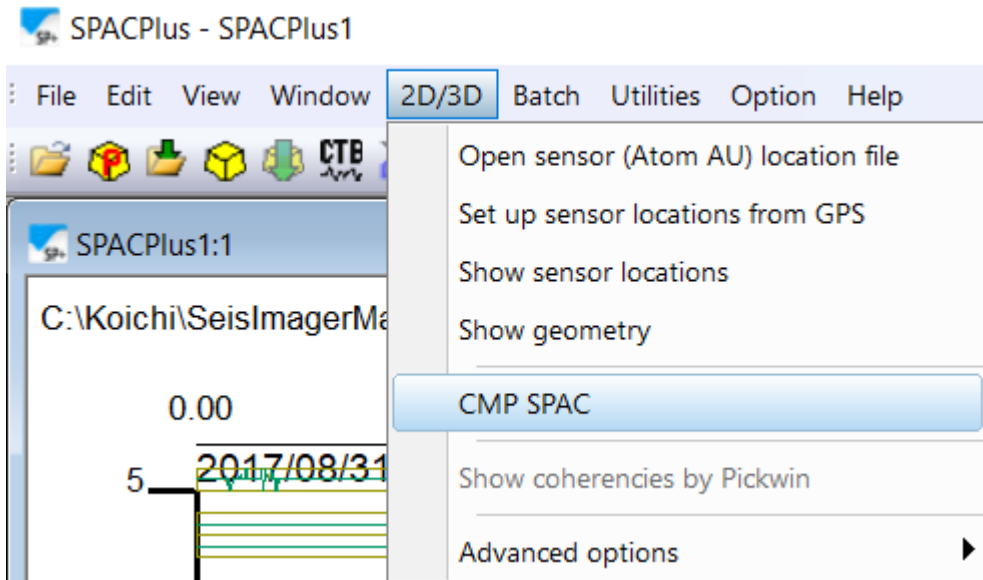 SPACPlus - SPACPlus1
File Edit View Window 2D/3D Batch Utilities Option Help
CTB
Open sensor (Atom AU) location file
Set up sensor locations from GPS
SPACPlus1:1
Show sensor locations
C:\Koichi\SeisImagerMa
Show geometry
0.00
CMP SPAC
2017/08/31
5
Show coherencies by Pickwin
Advanced options